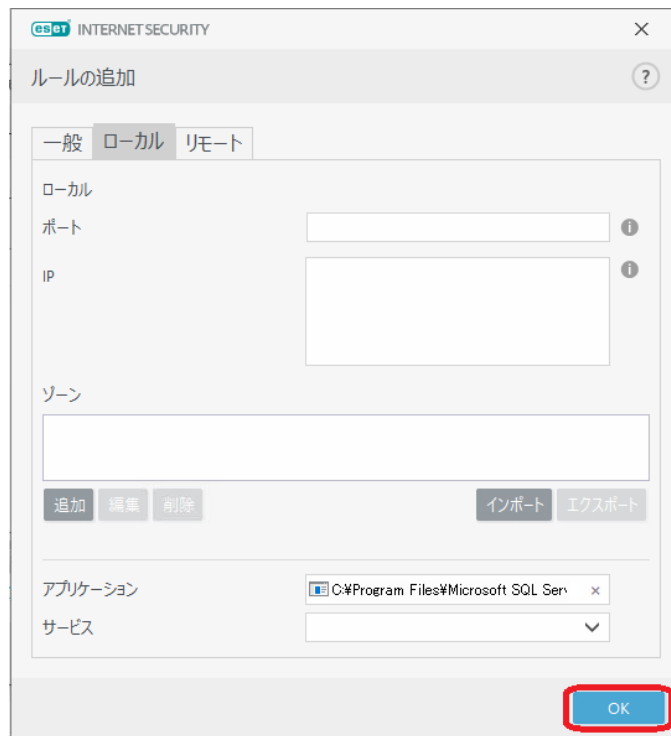 eset INTERNET SECURITY
ルールの追加
?
一般 ローカル リモート
ローカル
ポート
IP
ゾーン
追加 編集 削除 インポート エクスポート
アプリケーション C:¥Program Files¥Microsoft SQL Ser
サービス
OK